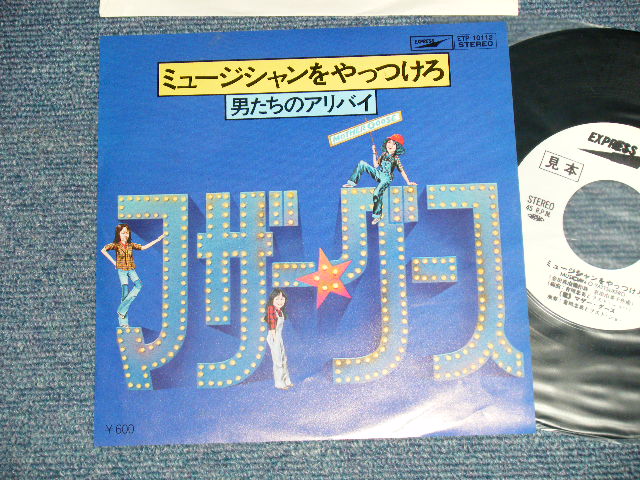 EXPRESS
ETP-10112
STEREO
ミュージシャンをやっつけろ
男たちのアリバイ
MOTHER GOOSE
マザー★グース
¥600
EXPRESS
見本
STEREO
45 R.P.M.
ミュージシャンをやっつけろ
マザー・グース